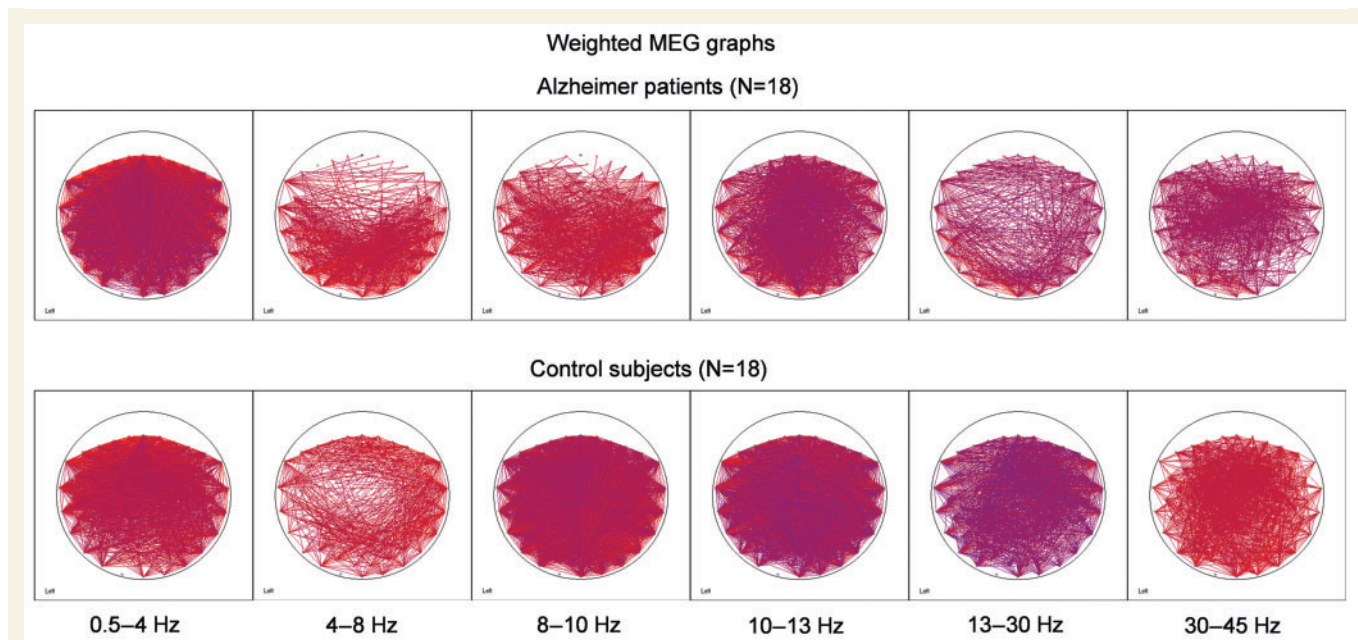 Weighted MEG graphs
Alzheimer patients (N=18)
Left Left Left Left Left Left
Control subjects (N=18)
Left Left Left Left Left Left
0.5–4 Hz 4–8 Hz 8–10 Hz 10–13 Hz 13–30 Hz 30–45 Hz